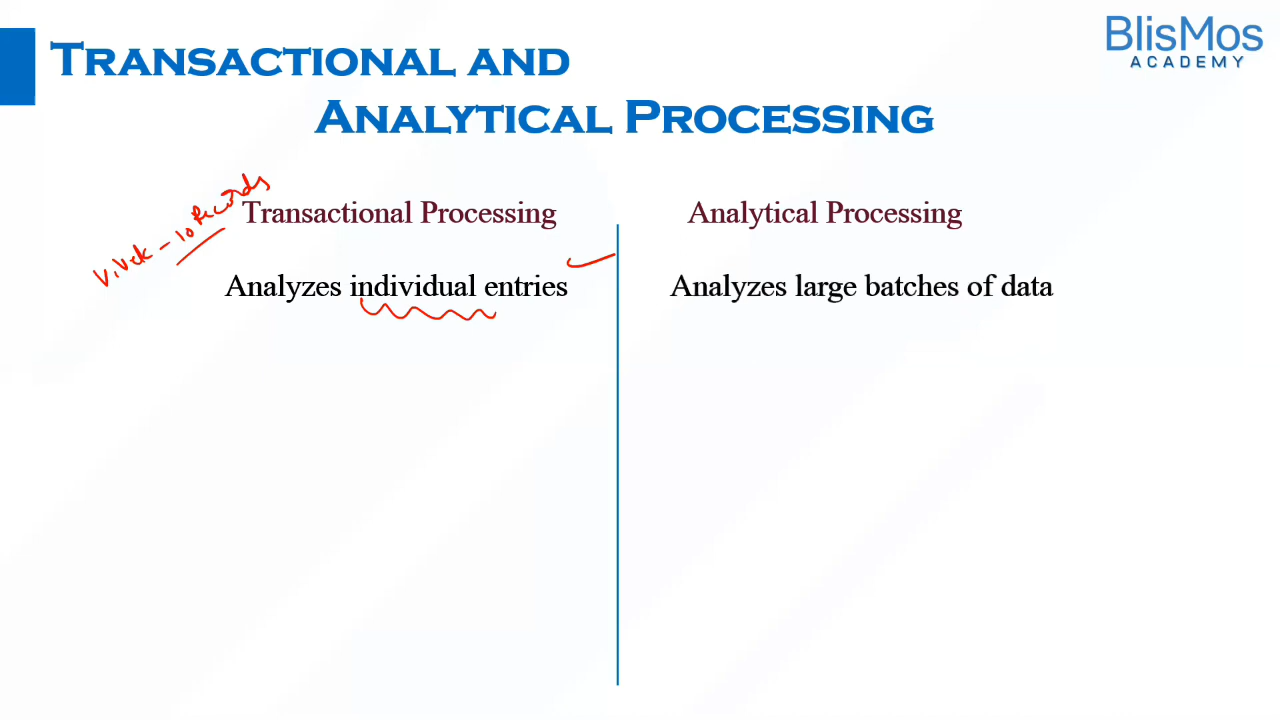 BlisMos
ACADEMY
TRANSACTIONAL AND
ANALYTICAL PROCESSING
Vivek - 10 Records
Transactional Processing
Analyzes individual entries
Analytical Processing
Analyzes large batches of data